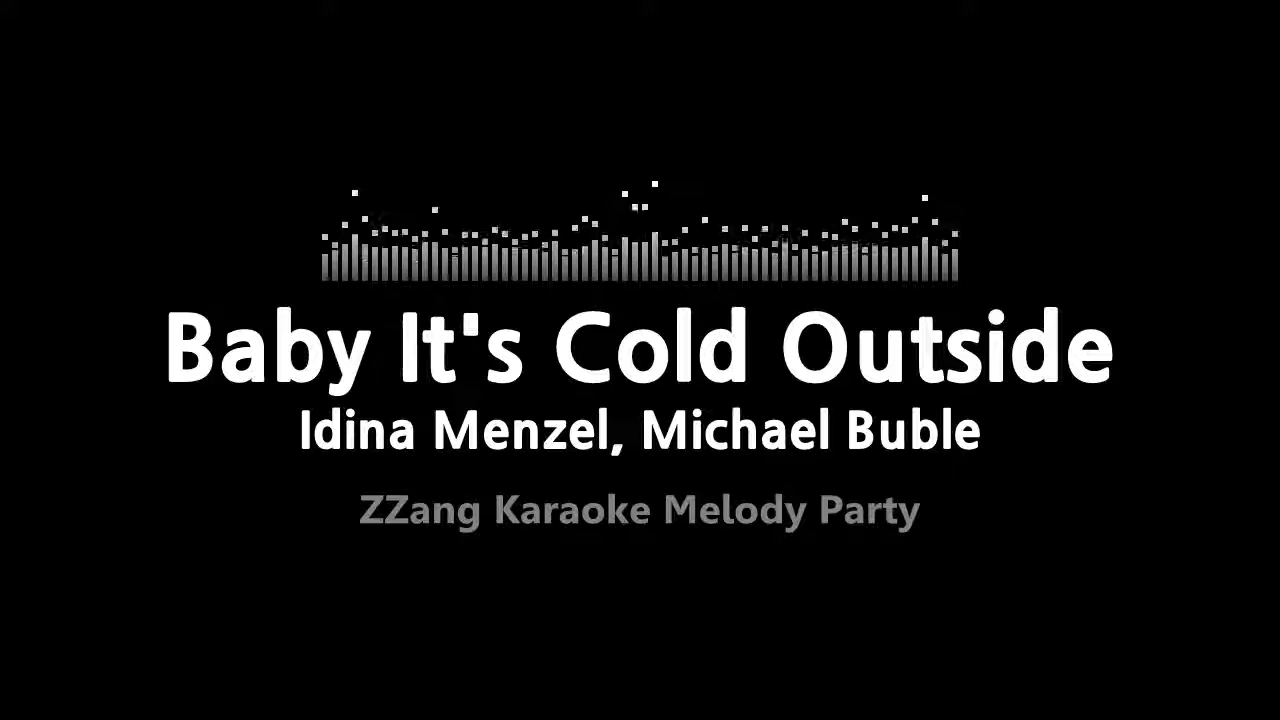 Baby It's Cold Outside
Idina Menzel, Michael Buble
ZZang Karaoke Melody Party